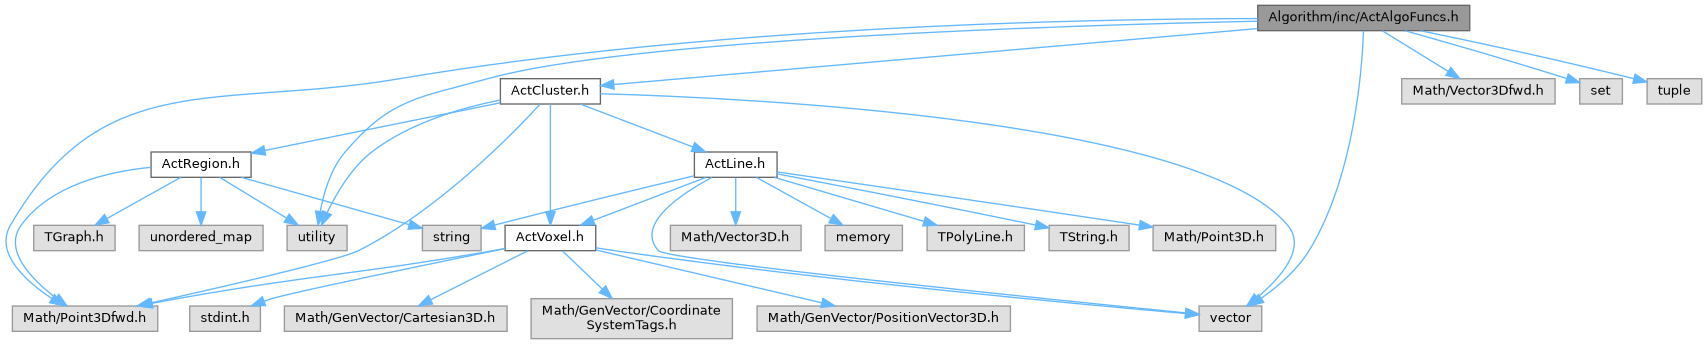 Algorithm/inc/ActAlgoFuncs.h
ActCluster.h
Math/Vector3Dfwd.h
set
tuple
ActRegion.h
ActLine.h
TGraph.h
unordered_map
utility
string
ActVoxel.h
Math/Vector3D.h
memory
TPolyLine.h
TString.h
Math/Point3D.h
Math/Point3Dfwd.h
stdint.h
Math/GenVector/Cartesian3D.h
Math/GenVector/Coordinate
SystemTags.h
Math/GenVector/PositionVector3D.h
vector